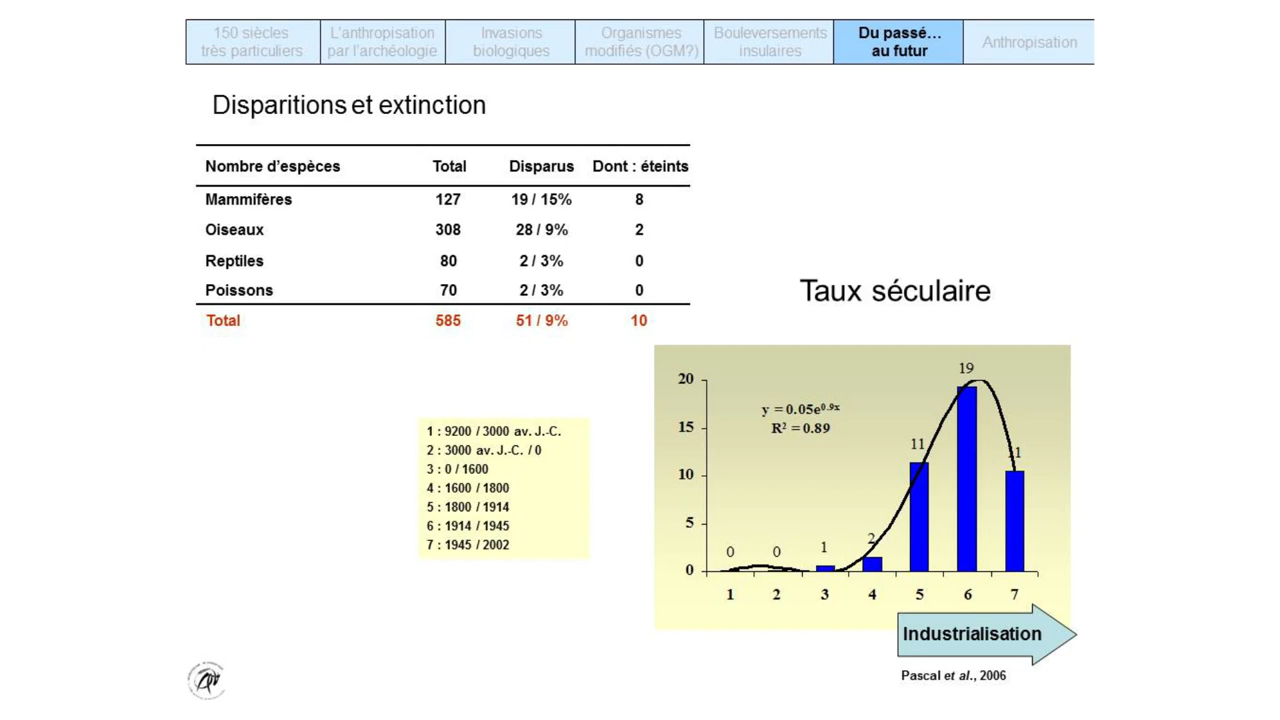 150 siècles
très particuliers
L'anthropisation
par l'archéologie
Invasions
biologiques
Organismes
modifiés (OGM?)
Bouleversements
insulaires
Du passé…
au futur
Anthropisation
Disparitions et extinction
Nombre d'espèces Total Disparus Dont : éteints
Mammifères 127 19 / 15% 8
Oiseaux 308 28 / 9% 2
Reptiles 80 2 / 3% 0
Poissons 70 2 / 3% 0
Total 585 51 / 9% 10
Taux séculaire
1 : 9200 / 3000 av. J.-C.
2 : 3000 av. J.-C. / 0
3 : 0 / 1600
4 : 1600 / 1800
5 : 1800 / 1914
6 : 1914 / 1945
7 : 1945 / 2002
20
15
10
5
0
y = 0.05e0.9x
R2 = 0.89
0 0 1 2 11 19 11
1 2 3 4 5 6 7
Industrialisation
Pascal et al., 2006